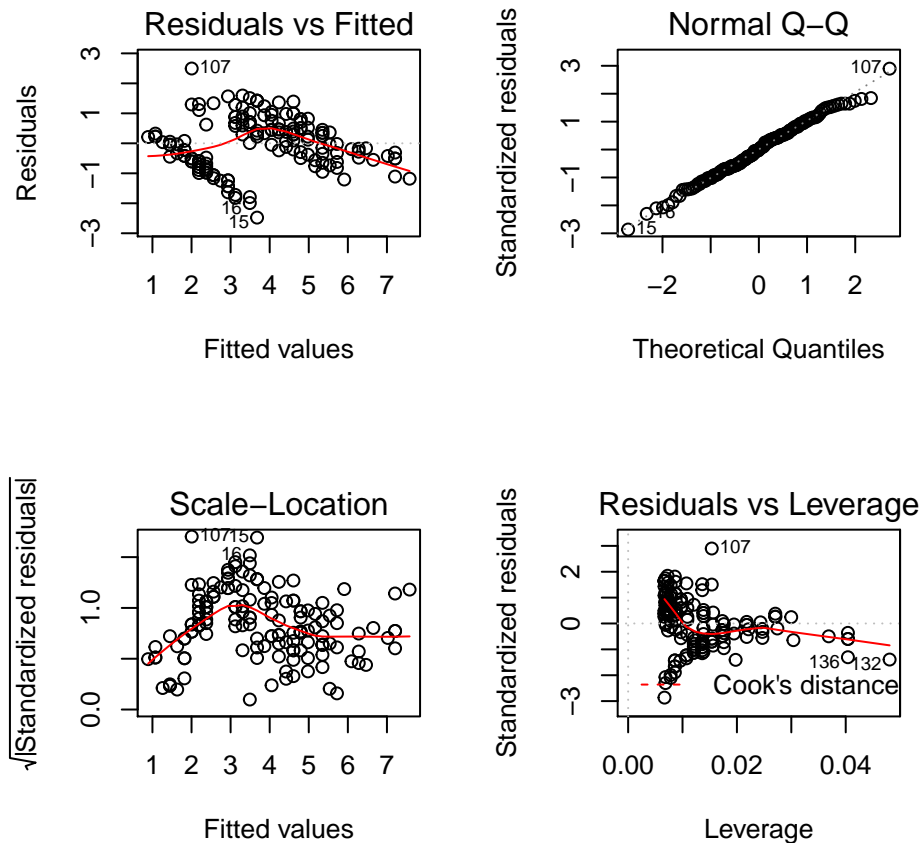 Residuals vs Fitted
Residuals
3
1
−1
−3
107
16
15
1 2 3 4 5 6 7
Fitted values
Normal Q−Q
Standardized residuals
3
1
−1
−3
107
16
15
−2 0 1 2
Theoretical Quantiles
Scale−Location
√|Standardized residuals|
1.0
0.0
107
15
16
1 2 3 4 5 6 7
Fitted values
Residuals vs Leverage
Standardized residuals
2
0
−3
107
136
132
Cook's distance
0.00 0.02 0.04
Leverage